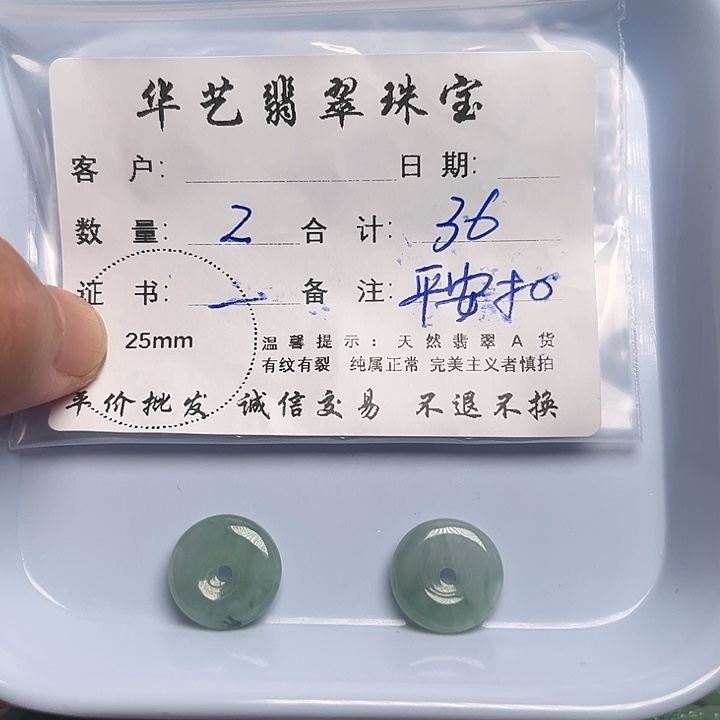 华艺翡翠珠宝
客 户: 日 期:
数 量: 2 合 计: 36
证 书: 一 备 注: 平安扣
25mm
温馨提示:天然翡翠A货
有纹有裂 纯属正常 完美主义者慎拍
平价批发 诚信交易 不退不换